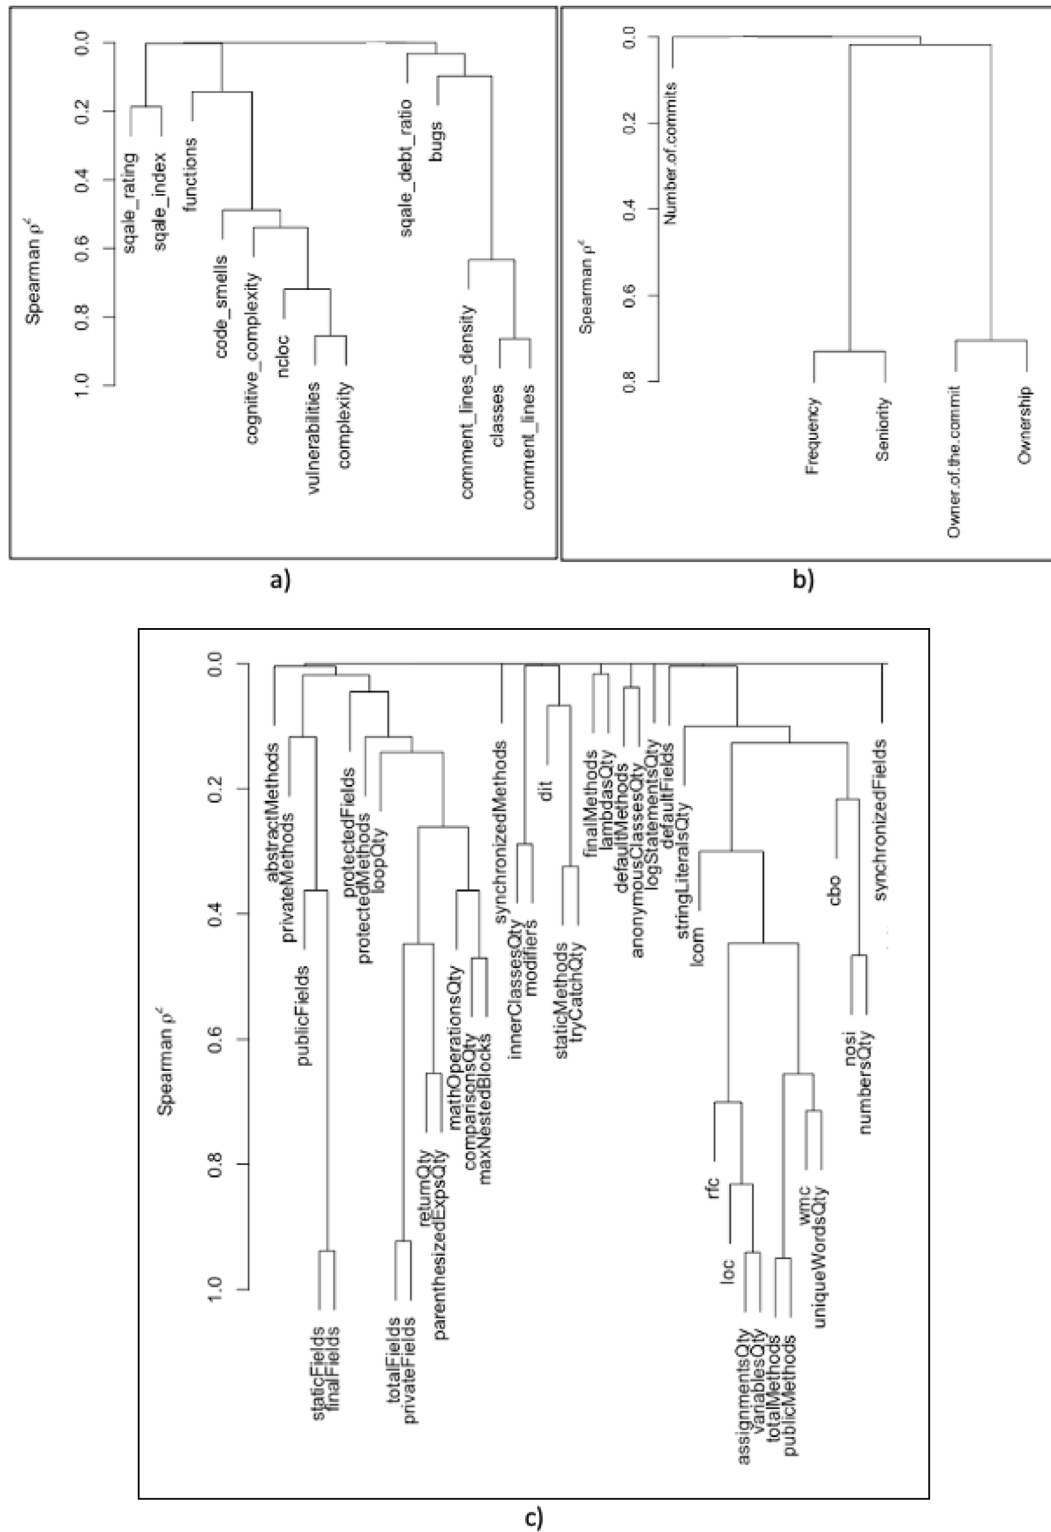 Spearman ρ²
0.0
0.2
0.4
0.6
0.8
1.0
sqale_rating
sqale_index
functions
code_smells
cognitive_complexity
ncloc
vulnerabilities
complexity
sqale_debt_ratio
bugs
comment_lines_density
classes
comment_lines
a)
Spearman ρ²
0.0
0.2
0.4
0.6
0.8
Number.of.commits
Frequency
Seniority
Owner.of.the.commit
Ownership
b)
Spearman ρ²
0.0
0.2
0.4
0.6
0.8
1.0
abstractMethods
privateMethods
publicFields
staticFields
finalFields
protectedFields
protectedMethods
loopQty
totalFields
privateFields
returnQty
parenthesizedExpsQty
mathOperationsQty
comparisonsQty
maxNestedBlocks
synchronizedMethods
innerClassesQty
modifiers
dit
staticMethods
tryCatchQty
finalMethods
lambdasQty
defaultMethods
anonymousClassesQty
logStatementsQty
defaultFields
stringLiteralsQty
lcom
rfc
loc
assignmentsQty
variablesQty
totalMethods
publicMethods
wmc
uniqueWordsQty
cbo
nosi
numbersQty
synchronizedFields
c)